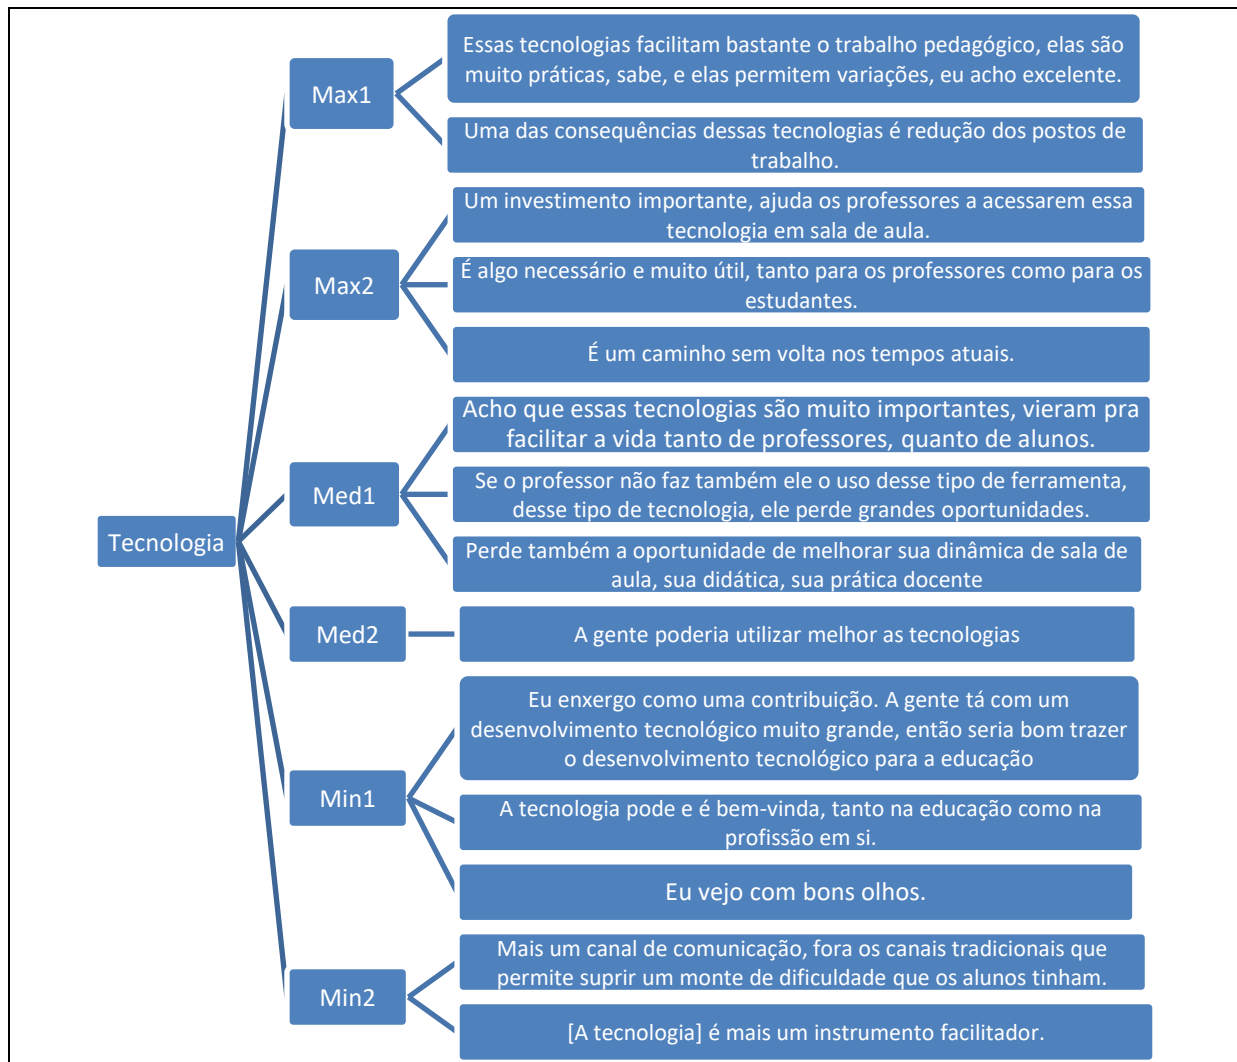 Tecnologia
Max1
Essas tecnologias facilitam bastante o trabalho pedagógico, elas são
muito práticas, sabe, e elas permitem variações, eu acho excelente.
Uma das consequências dessas tecnologias é redução dos postos de
trabalho.
Max2
Um investimento importante, ajuda os professores a acessarem essa
tecnologia em sala de aula.
É algo necessário e muito útil, tanto para os professores como para os
estudantes.
É um caminho sem volta nos tempos atuais.
Med1
Acho que essas tecnologias são muito importantes, vieram pra
facilitar a vida tanto de professores, quanto de alunos.
Se o professor não faz também ele o uso desse tipo de ferramenta,
desse tipo de tecnologia, ele perde grandes oportunidades.
Perde também a oportunidade de melhorar sua dinâmica de sala de
aula, sua didática, sua prática docente
Med2
A gente poderia utilizar melhor as tecnologias
Min1
Eu enxergo como uma contribuição. A gente tá com um
desenvolvimento tecnológico muito grande, então seria bom trazer
o desenvolvimento tecnológico para a educação
A tecnologia pode e é bem-vinda, tanto na educação como na
profissão em si.
Eu vejo com bons olhos.
Min2
Mais um canal de comunicação, fora os canais tradicionais que
permite suprir um monte de dificuldade que os alunos tinham.
[A tecnologia] é mais um instrumento facilitador.